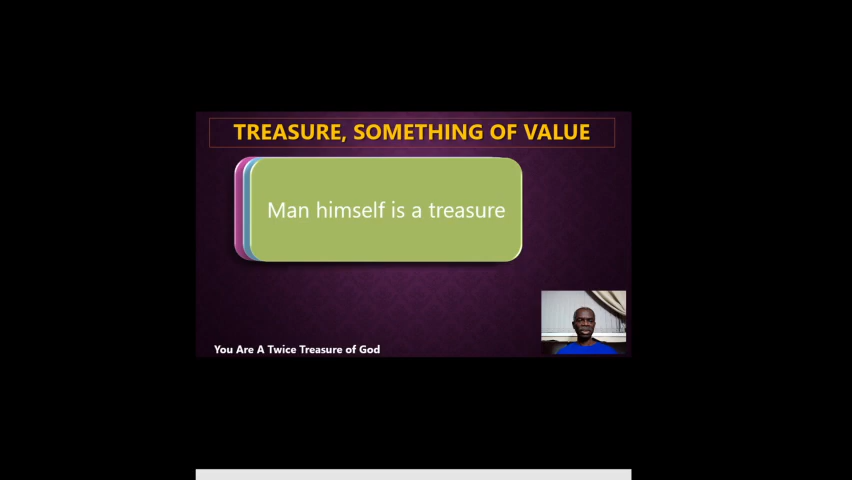 TREASURE, SOMETHING OF VALUE
Man himself is a treasure
You Are A Twice Treasure of God